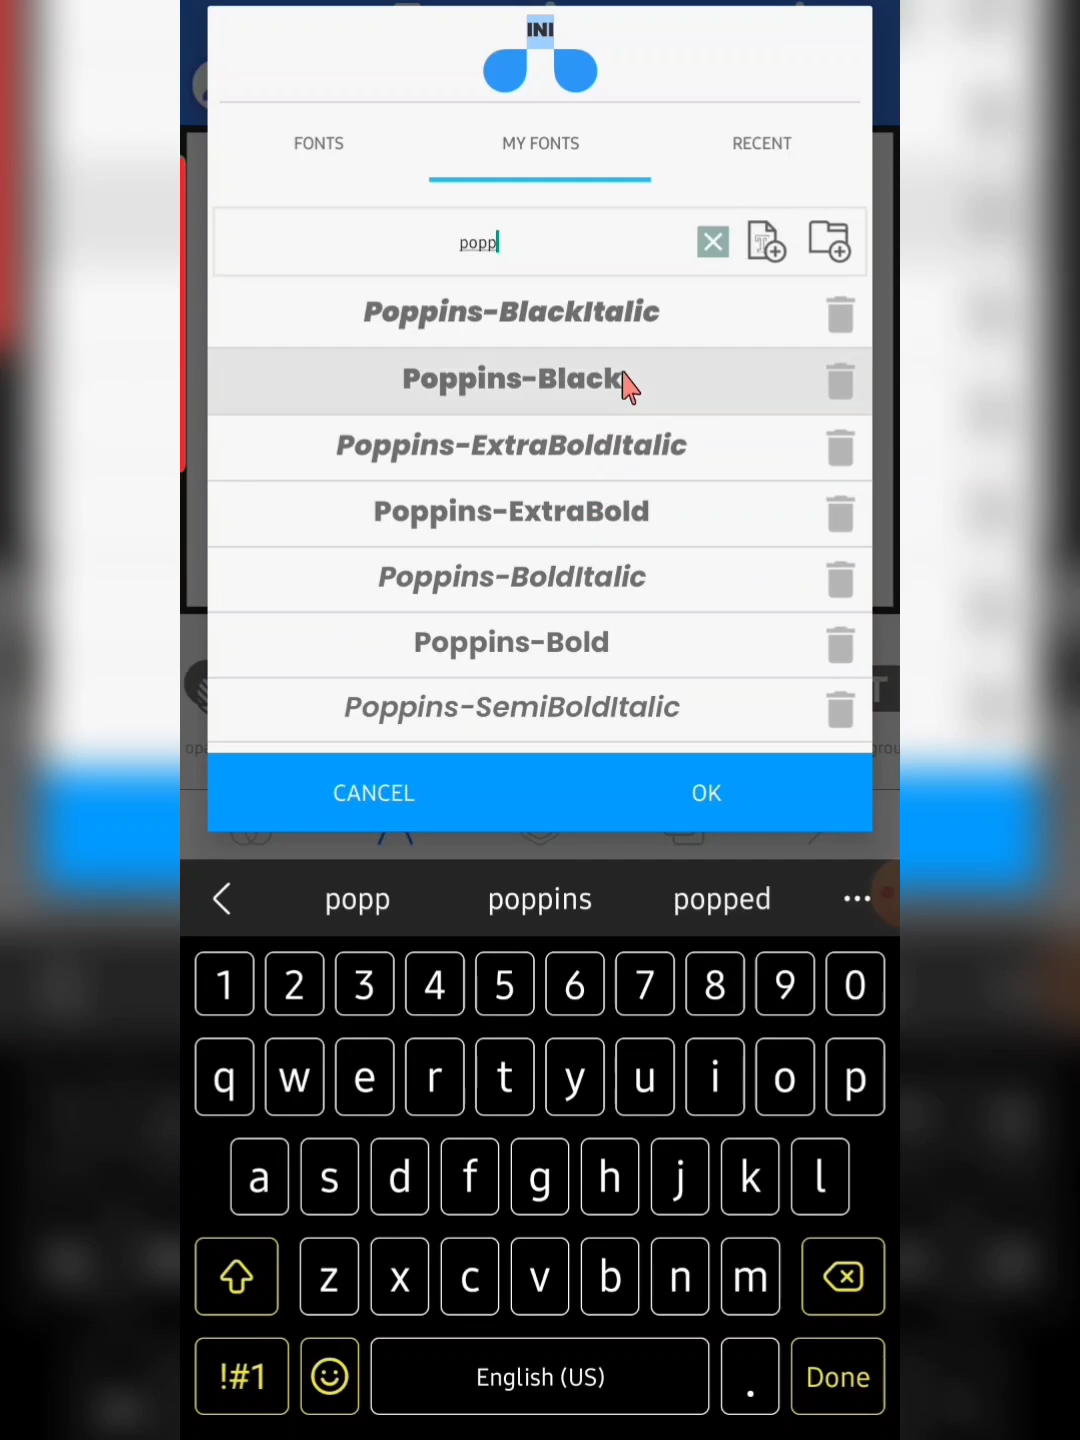 INI
FONTS MY FONTS RECENT
popp
Poppins-BlackItalic
Poppins-Black
Poppins-ExtraBoldItalic
Poppins-ExtraBold
Poppins-BoldItalic
Poppins-Bold
Poppins-SemiBoldItalic
CANCEL OK
popp poppins popped ...
1 2 3 4 5 6 7 8 9 0
q w e r t y u i o p
a s d f g h j k l
z x c v b n m
!#1 English (US) . Done